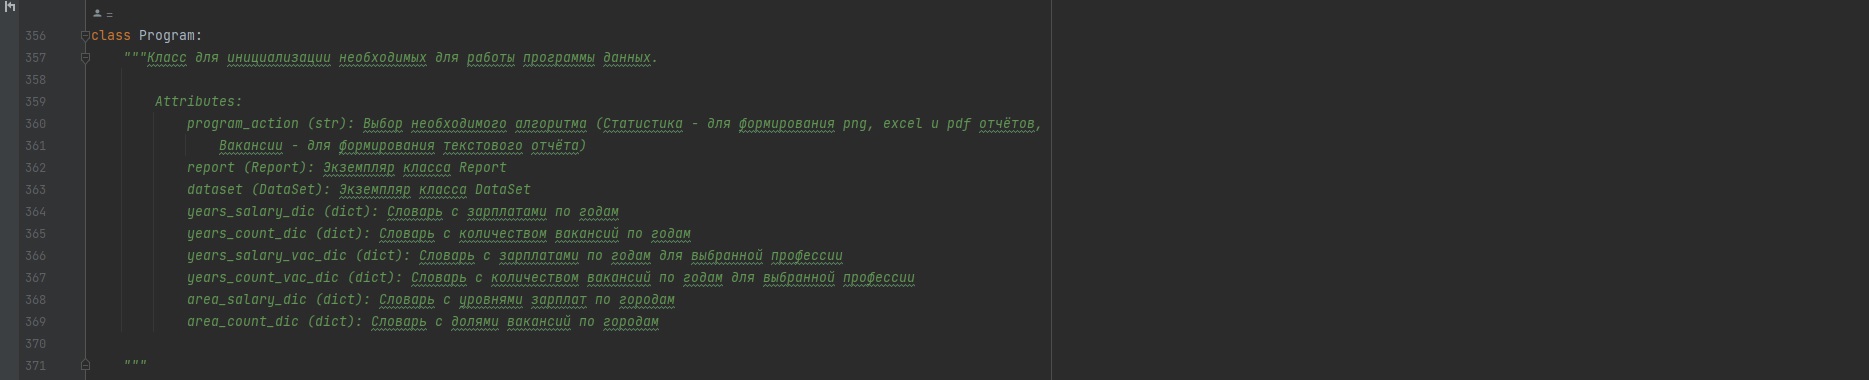 =
356 class Program:
357 """Класс для инициализации необходимых для работы программы данных.
358
359 Attributes:
360 program_action (str): Выбор необходимого алгоритма (Статистика - для формирования png, excel и pdf отчётов,
361 Вакансии - для формирования текстового отчёта)
362 report (Report): Экземпляр класса Report
363 dataset (DataSet): Экземпляр класса DataSet
364 years_salary_dic (dict): Словарь с зарплатами по годам
365 years_count_dic (dict): Словарь с количеством вакансий по годам
366 years_salary_vac_dic (dict): Словарь с зарплатами по годам для выбранной профессии
367 years_count_vac_dic (dict): Словарь с количеством вакансий по годам для выбранной профессии
368 area_salary_dic (dict): Словарь с уровнями зарплат по городам
369 area_count_dic (dict): Словарь с долями вакансий по городам
370
371 """